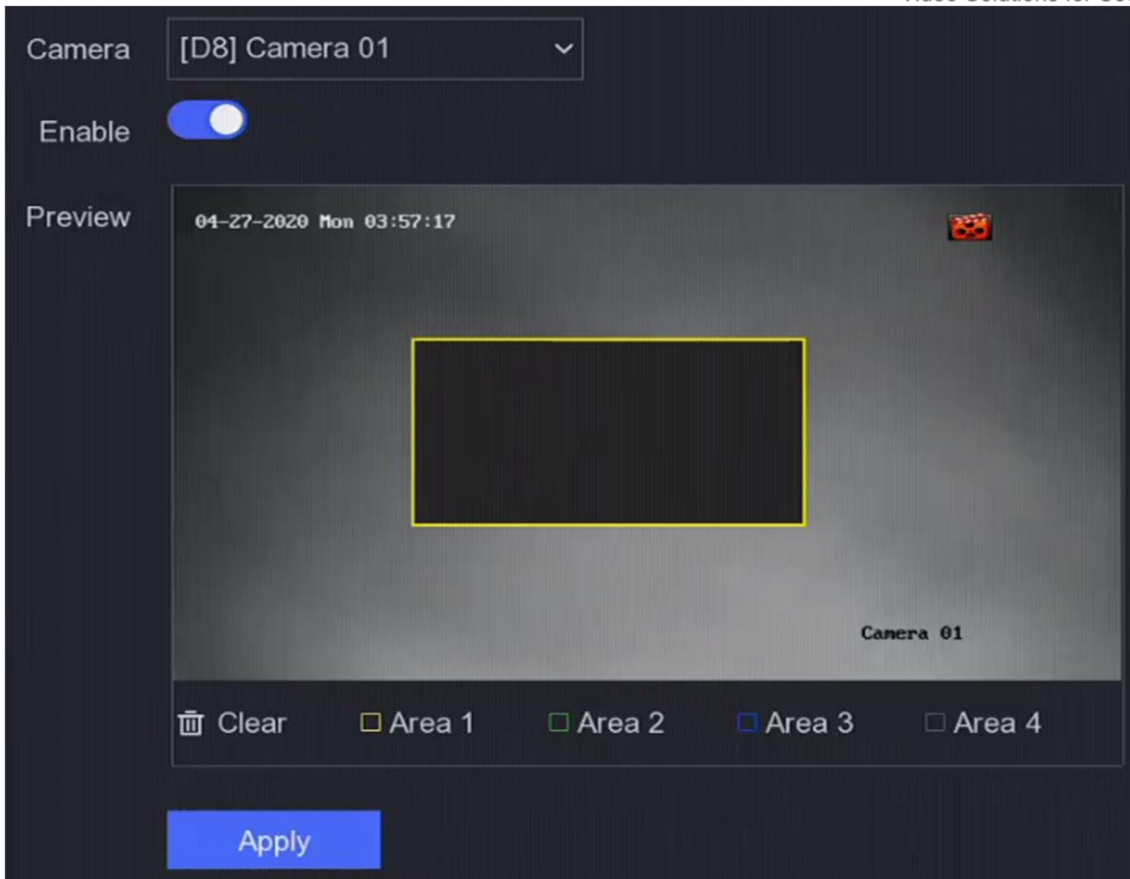 Camera [D8] Camera 01
Enable
Preview
04-27-2020 Mon 03:57:17
Camera 01
Clear Area 1 Area 2 Area 3 Area 4
Apply